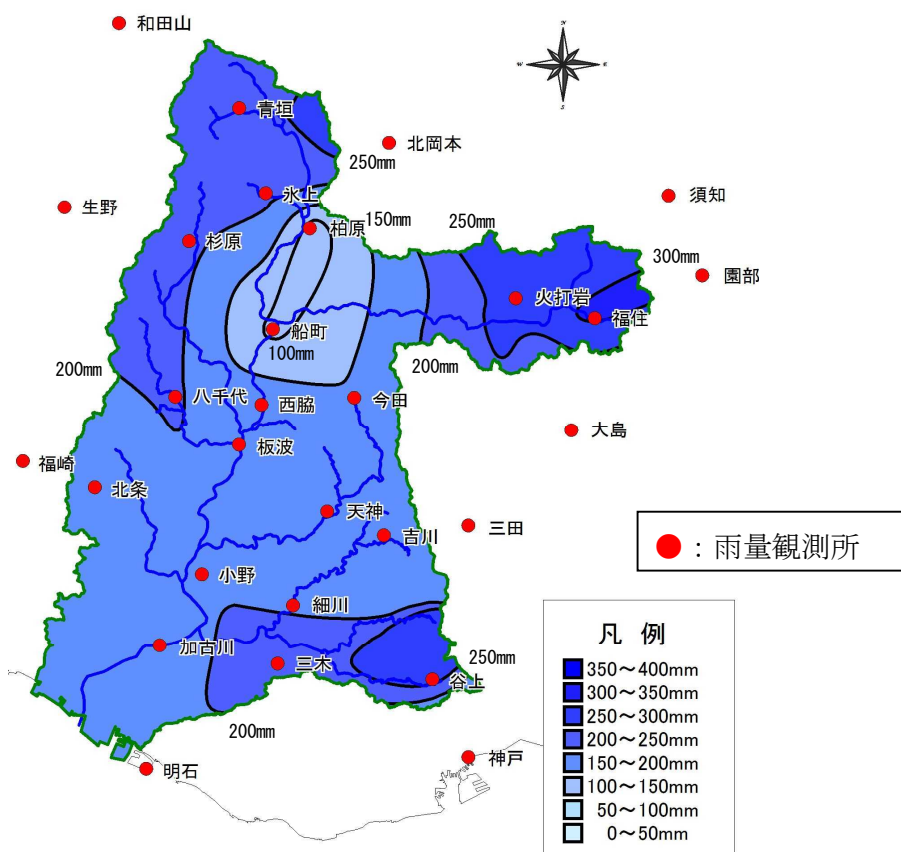 和田山
N
W
E
S
青垣
北岡本
250mm
須知
生野
氷上
杉原
柏原
150mm
250mm
300mm
園部
火打岩
福住
船町
100mm
200mm
200mm
八千代
西脇
今田
大島
板波
福崎
北条
天神
吉川
三田
● : 雨量観測所
小野
細川
加古川
三木
250mm
谷上
200mm
明石
神戸
凡 例
350～400mm
300～350mm
250～300mm
200～250mm
150～200mm
100～150mm
50～100mm
0～50mm